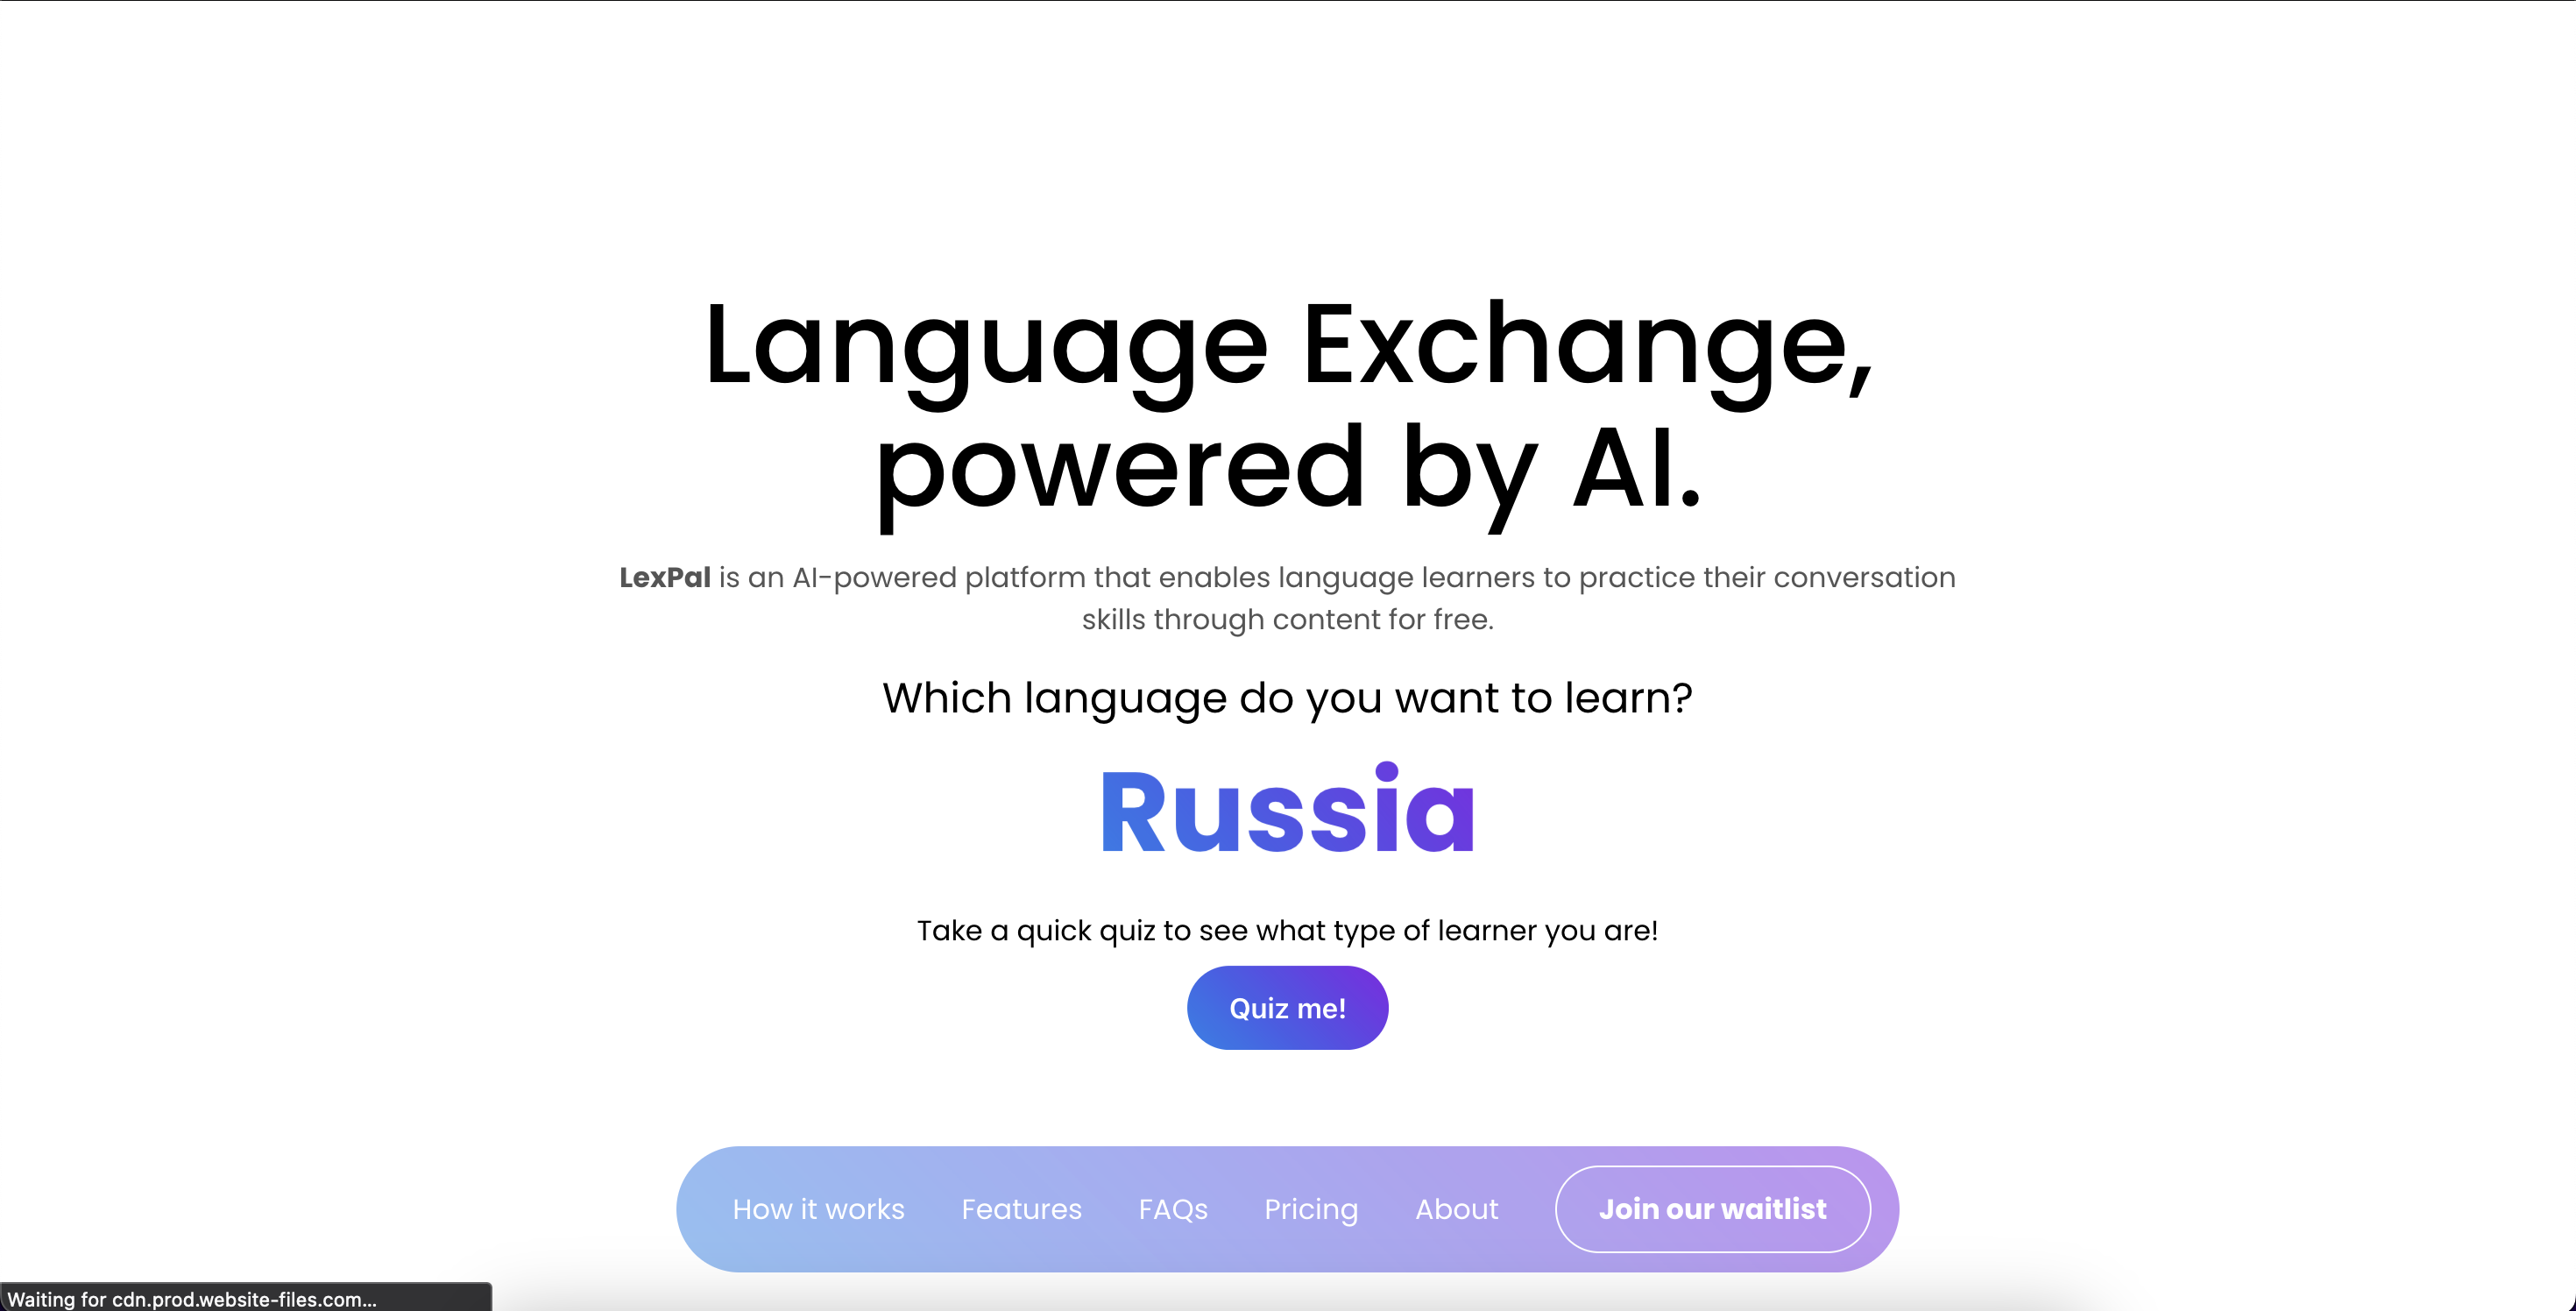 Language Exchange,
powered by AI.
LexPal is an AI-powered platform that enables language learners to practice their conversation
skills through content for free.
Which language do you want to learn?
Russia
Take a quick quiz to see what type of learner you are!
Quiz me!
How it works Features FAQs Pricing About Join our waitlist
Waiting for cdn.prod.website-files.com...